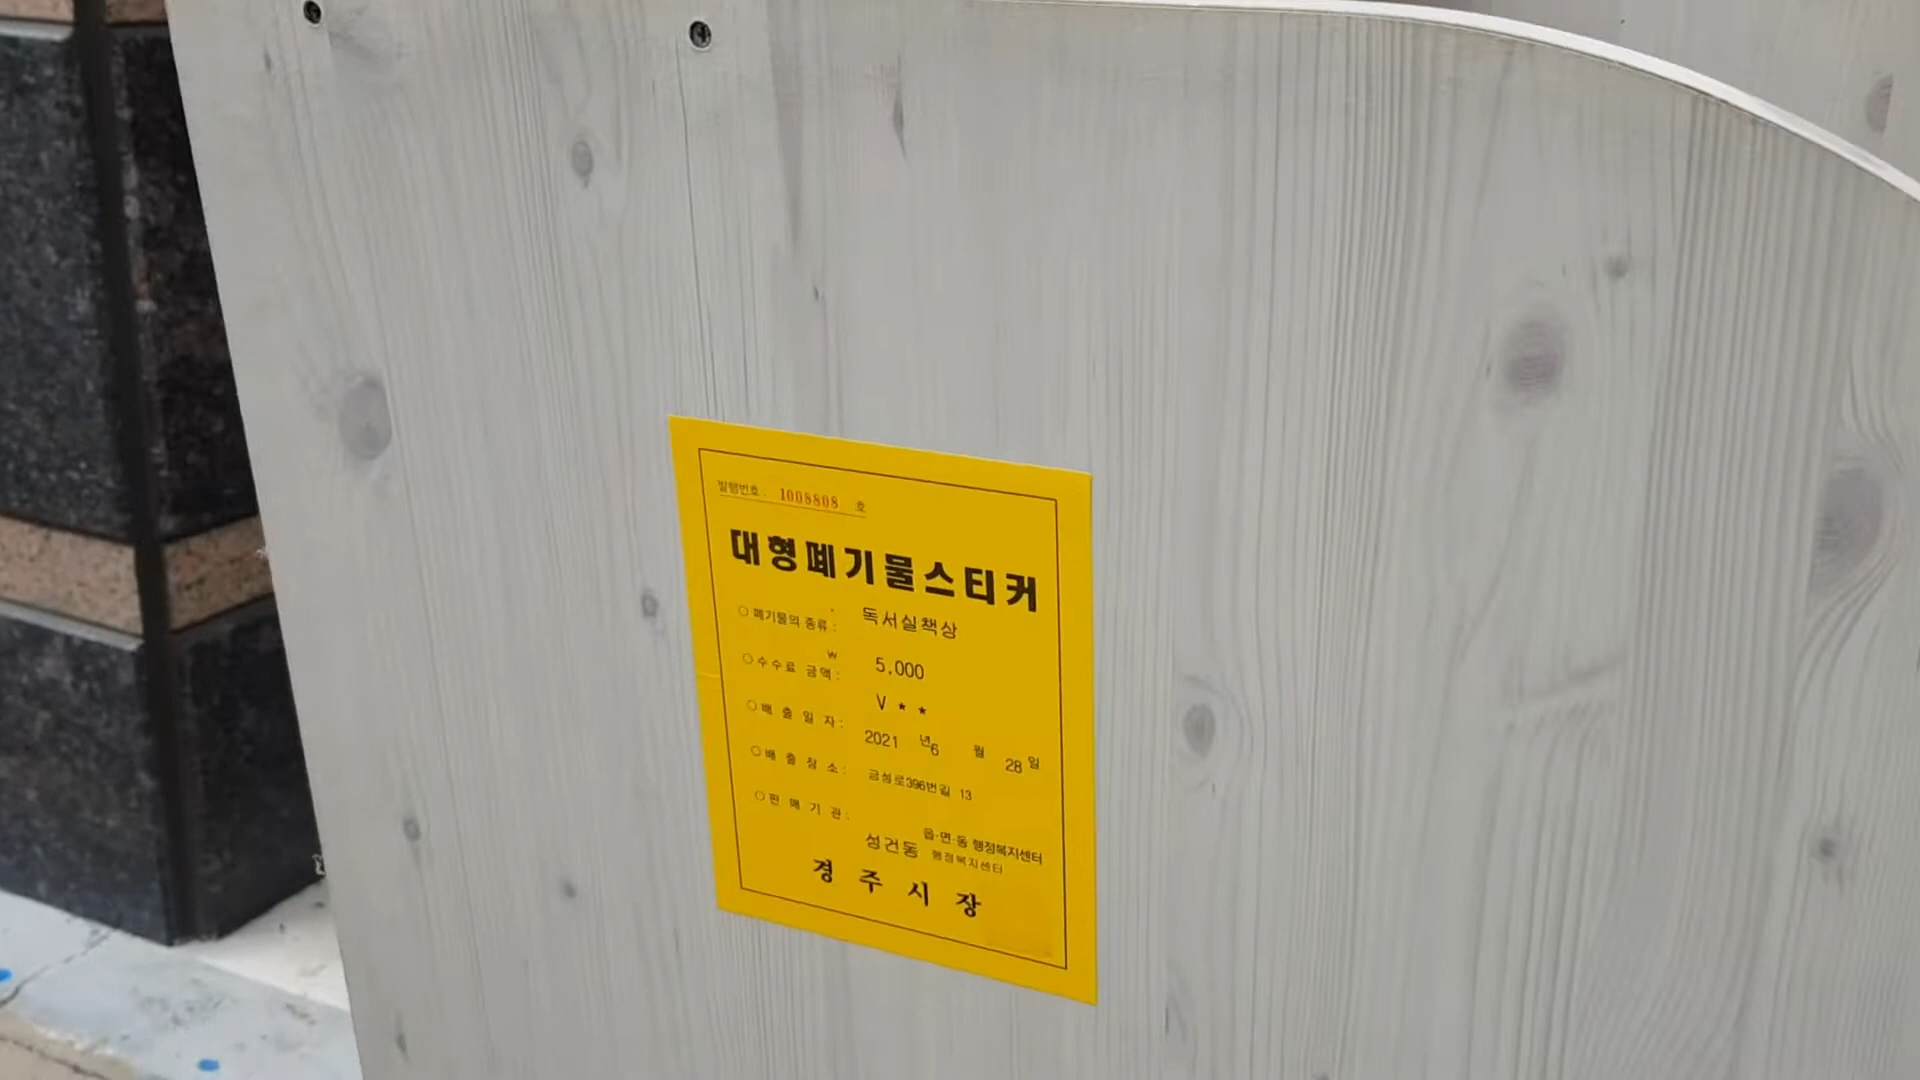 발행번호 : 1008808 호
대형폐기물스티커
○ 폐기물의 종류 : 독서실책상
○ 수수료 금액 : ₩ 5.000
V * *
○ 배 출 일 자 : 2021 년 6 월 28 일
○ 배 출 장 소 : 금성로396번길 13
○ 판 매 기 관 :
읍·면·동 행정복지센터
성건동 행정복지센터
경 주 시 장